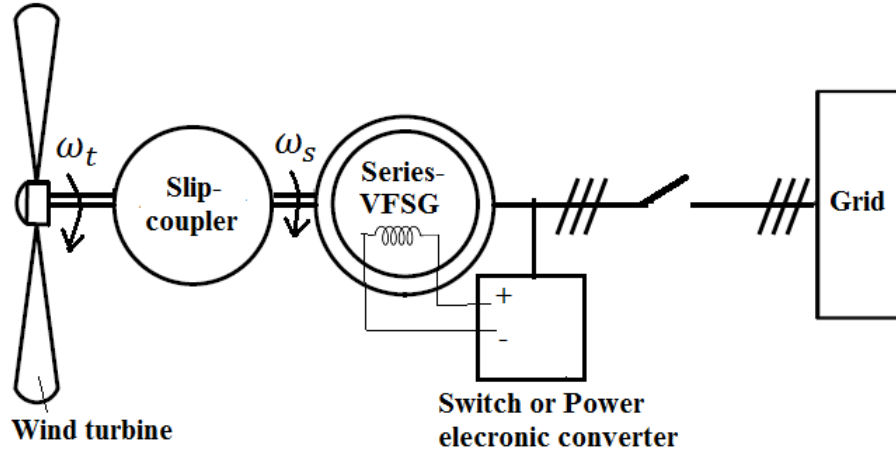 ω_t
Slip-
coupler
ω_s
Series-
VFSG
+
-
Grid
Wind turbine
Switch or Power
elecronic converter